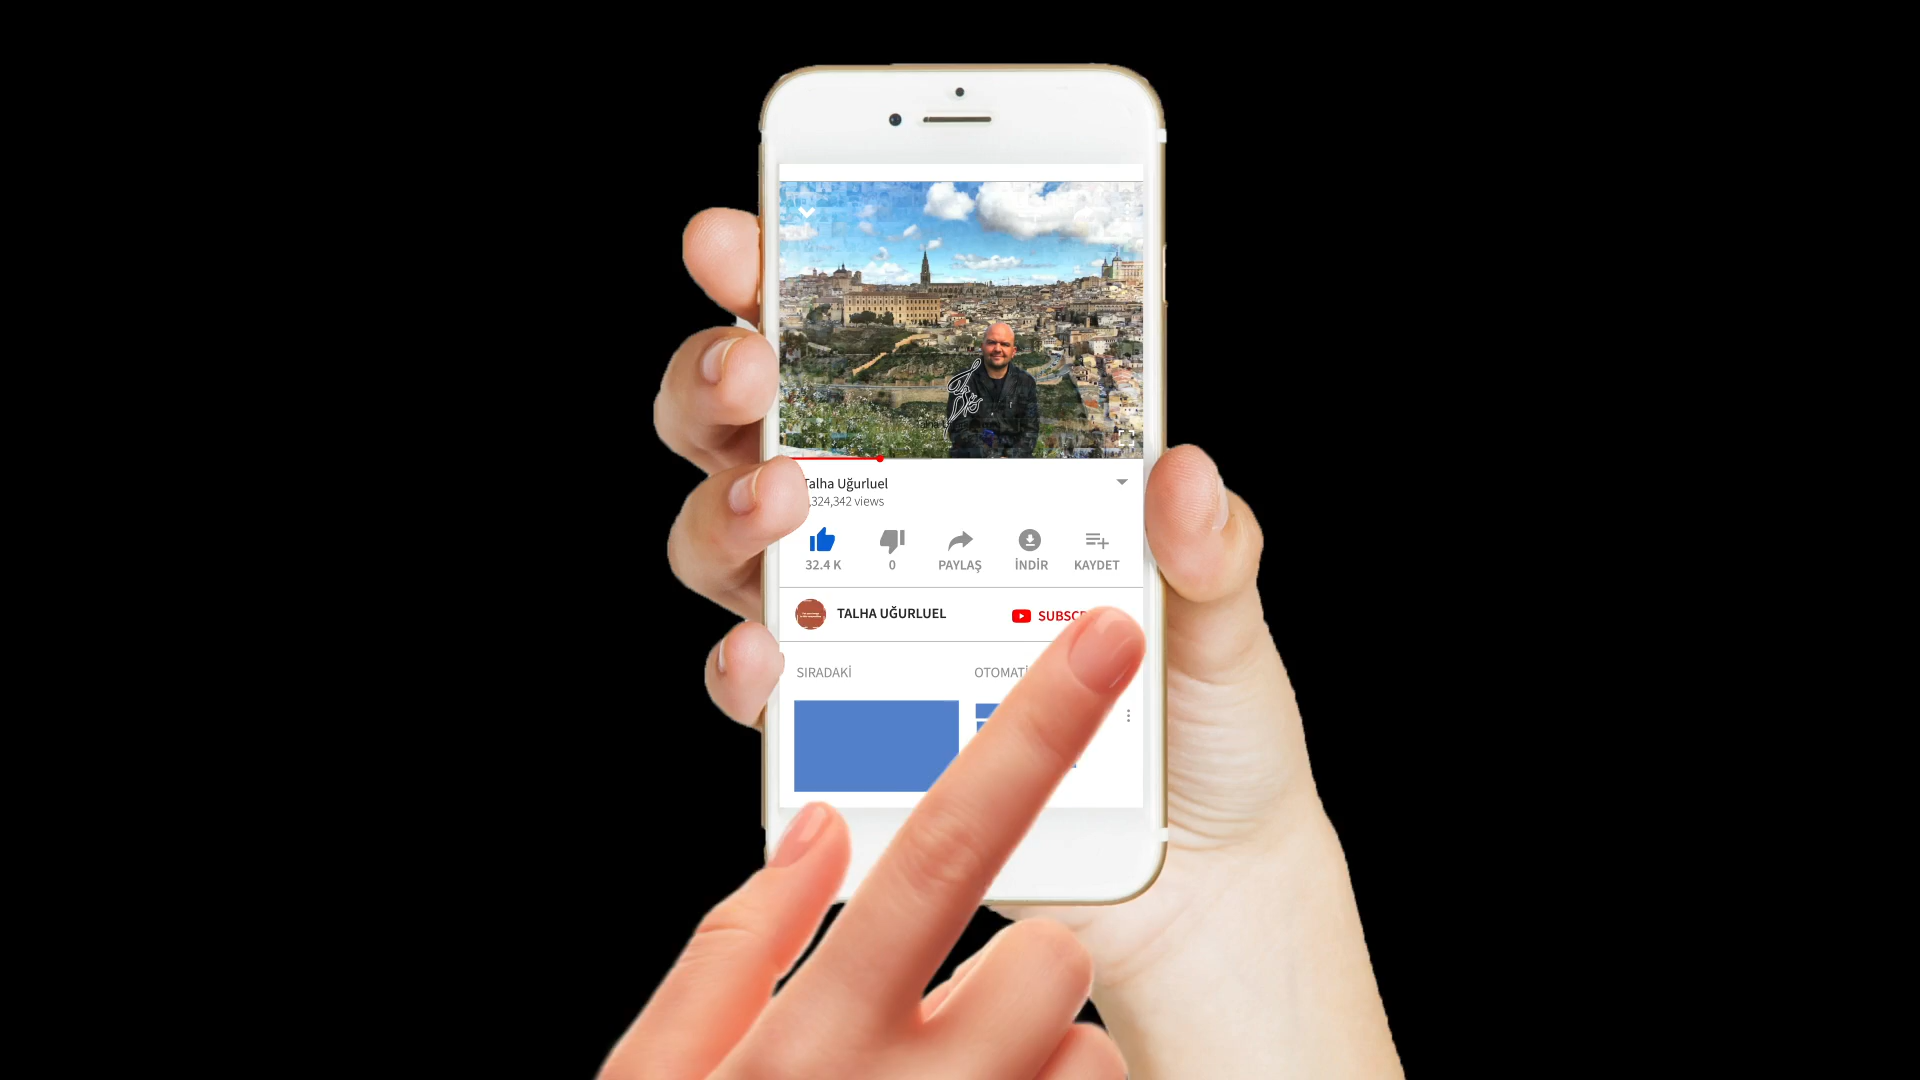 Talha Uğurluel
,324,342 views
32.4 K
0
PAYLAŞ
İNDİR
KAYDET
TALHA UĞURLUEL
SUBSC
SIRADAKİ
OTOMATİ